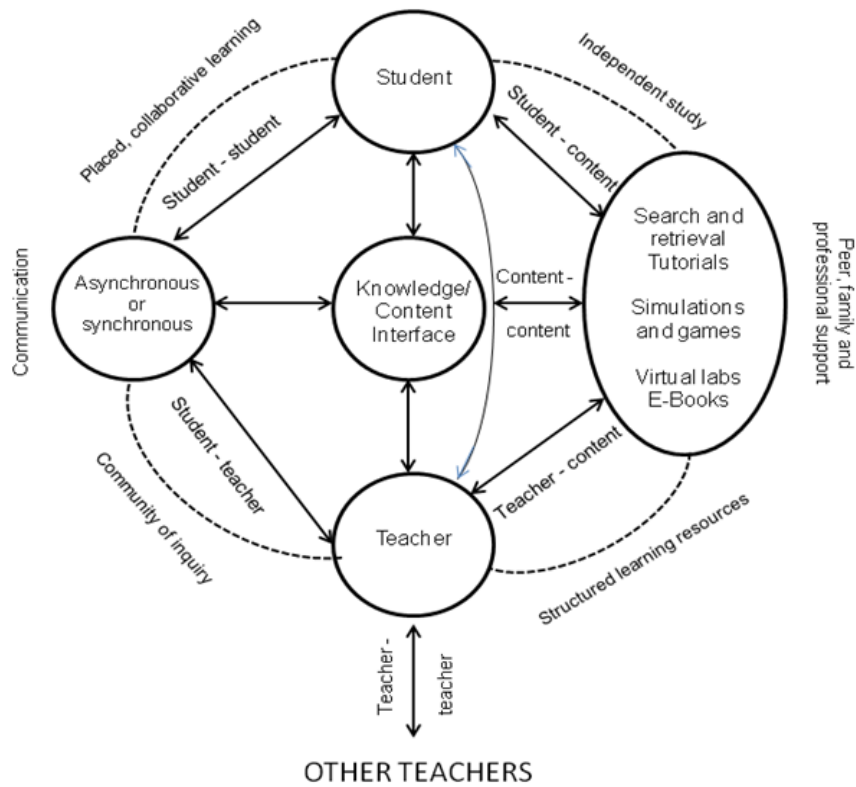 Student
Placed, collaborative learning
Independent study
Student - student
Student - content
Communication
Asynchronous
or
synchronous
Knowledge/
Content
Interface
Content -
content
Search and
retrieval
Tutorials
Simulations
and games
Virtual labs
E-Books
Peer, family and
professional support
Student - teacher
Community of inquiry
Teacher
Teacher - content
Structured learning resources
Teacher -
teacher
OTHER TEACHERS